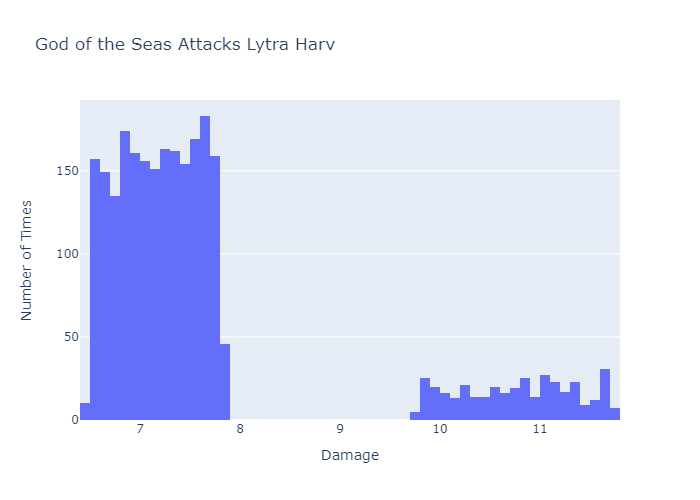 God of the Seas Attacks Lytra Harv
150
100
50
0
7 8 9 10 11
Number of Times
Damage